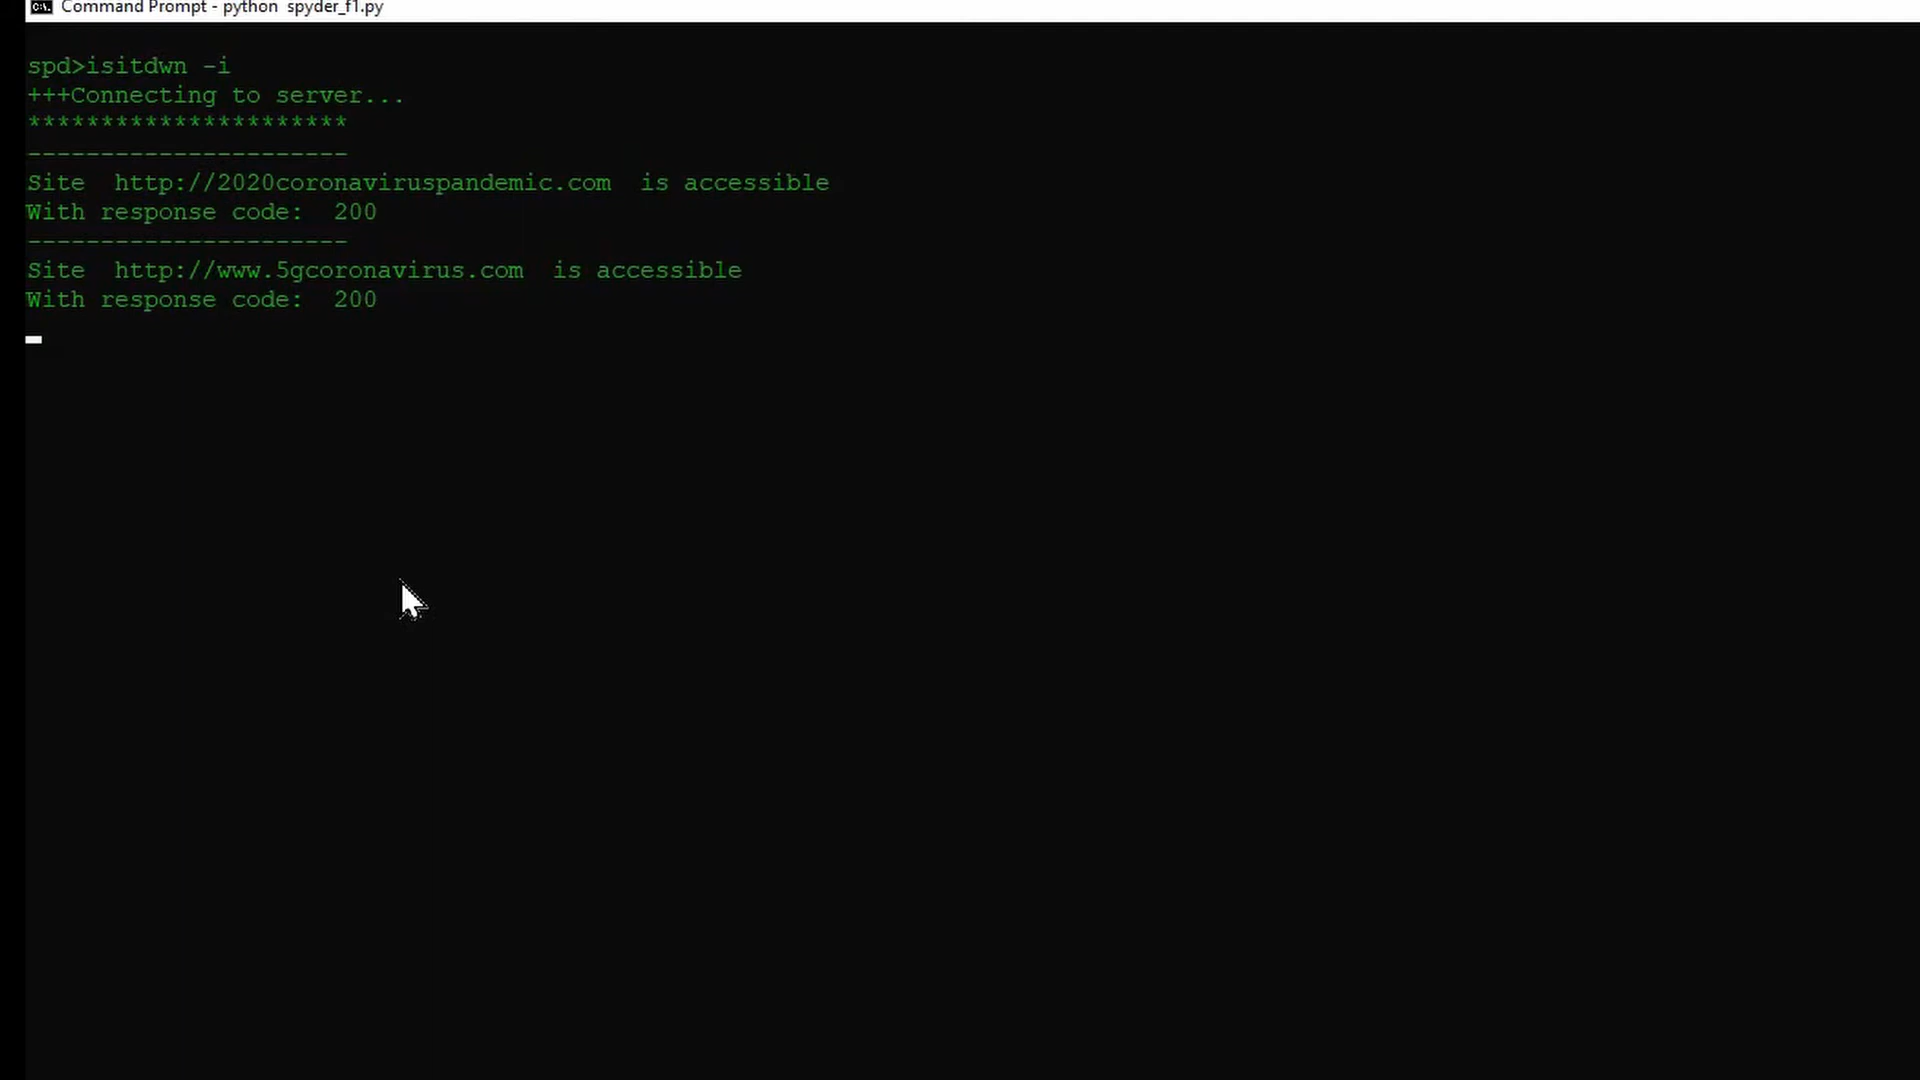 Command Prompt - python  spyder_f1.py
spd>isitdwn -i
+++Connecting to server...
**********************
----------------------
Site  http://2020coronaviruspandemic.com  is accessible
With response code:  200
----------------------
Site  http://www.5gcoronavirus.com  is accessible
With response code:  200